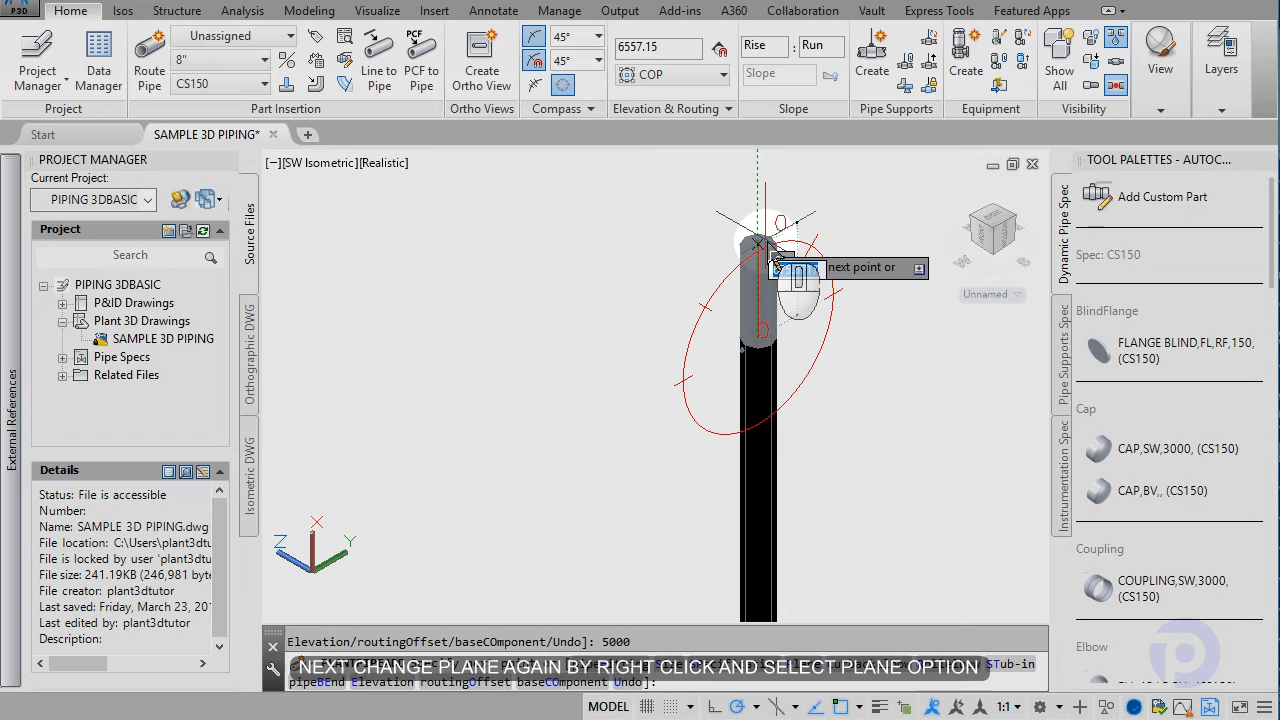 P3D
Home Isos Structure Analysis Modeling Visualize Insert Annotate Manage Output Add-ins A360 Collaboration Vault Express Tools Featured Apps
Project Manager
Data Manager
Project
Route Pipe
Unassigned
8"
CS150
Line to Pipe
PCF
PCF to Pipe
Part Insertion
Create Ortho View
Ortho Views
45°
45°
Compass
6557.15
COP
Elevation & Routing
Rise : Run
Slope
Slope
Create
Pipe Supports
Create
Equipment
Show All
Visibility
View
Layers
Start
SAMPLE 3D PIPING*
External References
PROJECT MANAGER
Current Project:
PIPING 3DBASIC
Project
Search
PIPING 3DBASIC
P&ID Drawings
Plant 3D Drawings
SAMPLE 3D PIPING
Pipe Specs
Related Files
Source Files
Orthographic DWG
Isometric DWG
Details
Status: File is accessible
Number:
Name: SAMPLE 3D PIPING.dwg
File location: C:\Users\plant3dtutor
File is locked by user 'plant3dtutor
File size: 241.19KB (246,981 byte
File creator: plant3dtutor
Last saved: Friday, March 23, 20
Last edited by: plant3dtutor
Description:
[−][SW Isometric][Realistic]
0
next point or
0
Unnamed
X
Z
Y
Elevation/routingOffset/baseCOmponent/Undo]: 5000
NEXT CHANGE PLANE AGAIN BY RIGHT CLICK AND SELECT PLANE OPTION
STub-in
pipeBEnd Elevation routingOffset baseCOmponent Undo]:
TOOL PALETTES - AUTOC...
Dynamic Pipe Spec
Pipe Supports Spec
Instrumentation Spec
Add Custom Part
Spec: CS150
BlindFlange
FLANGE BLIND,FL,RF,150,
(CS150)
Cap
CAP,SW,3000, (CS150)
CAP,BV,, (CS150)
Coupling
COUPLING,SW,3000,
(CS150)
Elbow
MODEL
1:1